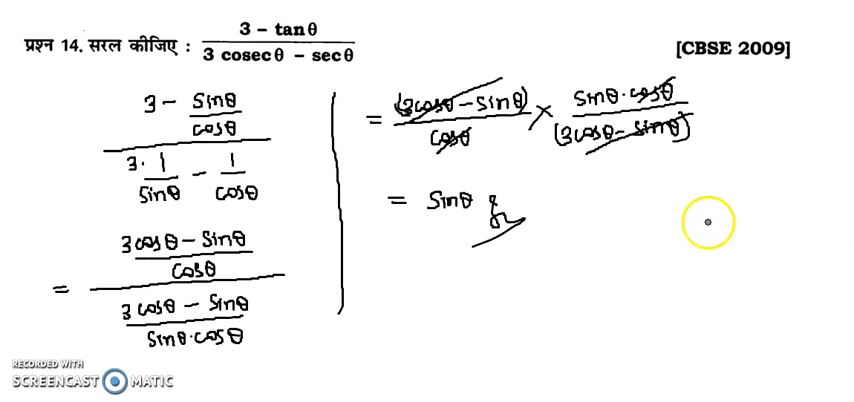 प्रश्न 14. सरल कीजिए : (3 - tanθ)/(3 cosecθ - secθ) [CBSE 2009]
(3 - sinθ/cosθ)/(3·1/sinθ - 1/cosθ)
= ((3cosθ - sinθ)/cosθ)/((3cosθ - sinθ)/(sinθ·cosθ))
= (3cosθ - sinθ)/cosθ × sinθ·cosθ/(3cosθ - sinθ)
= sinθ
RECORDED WITH
SCREENCAST MATIC